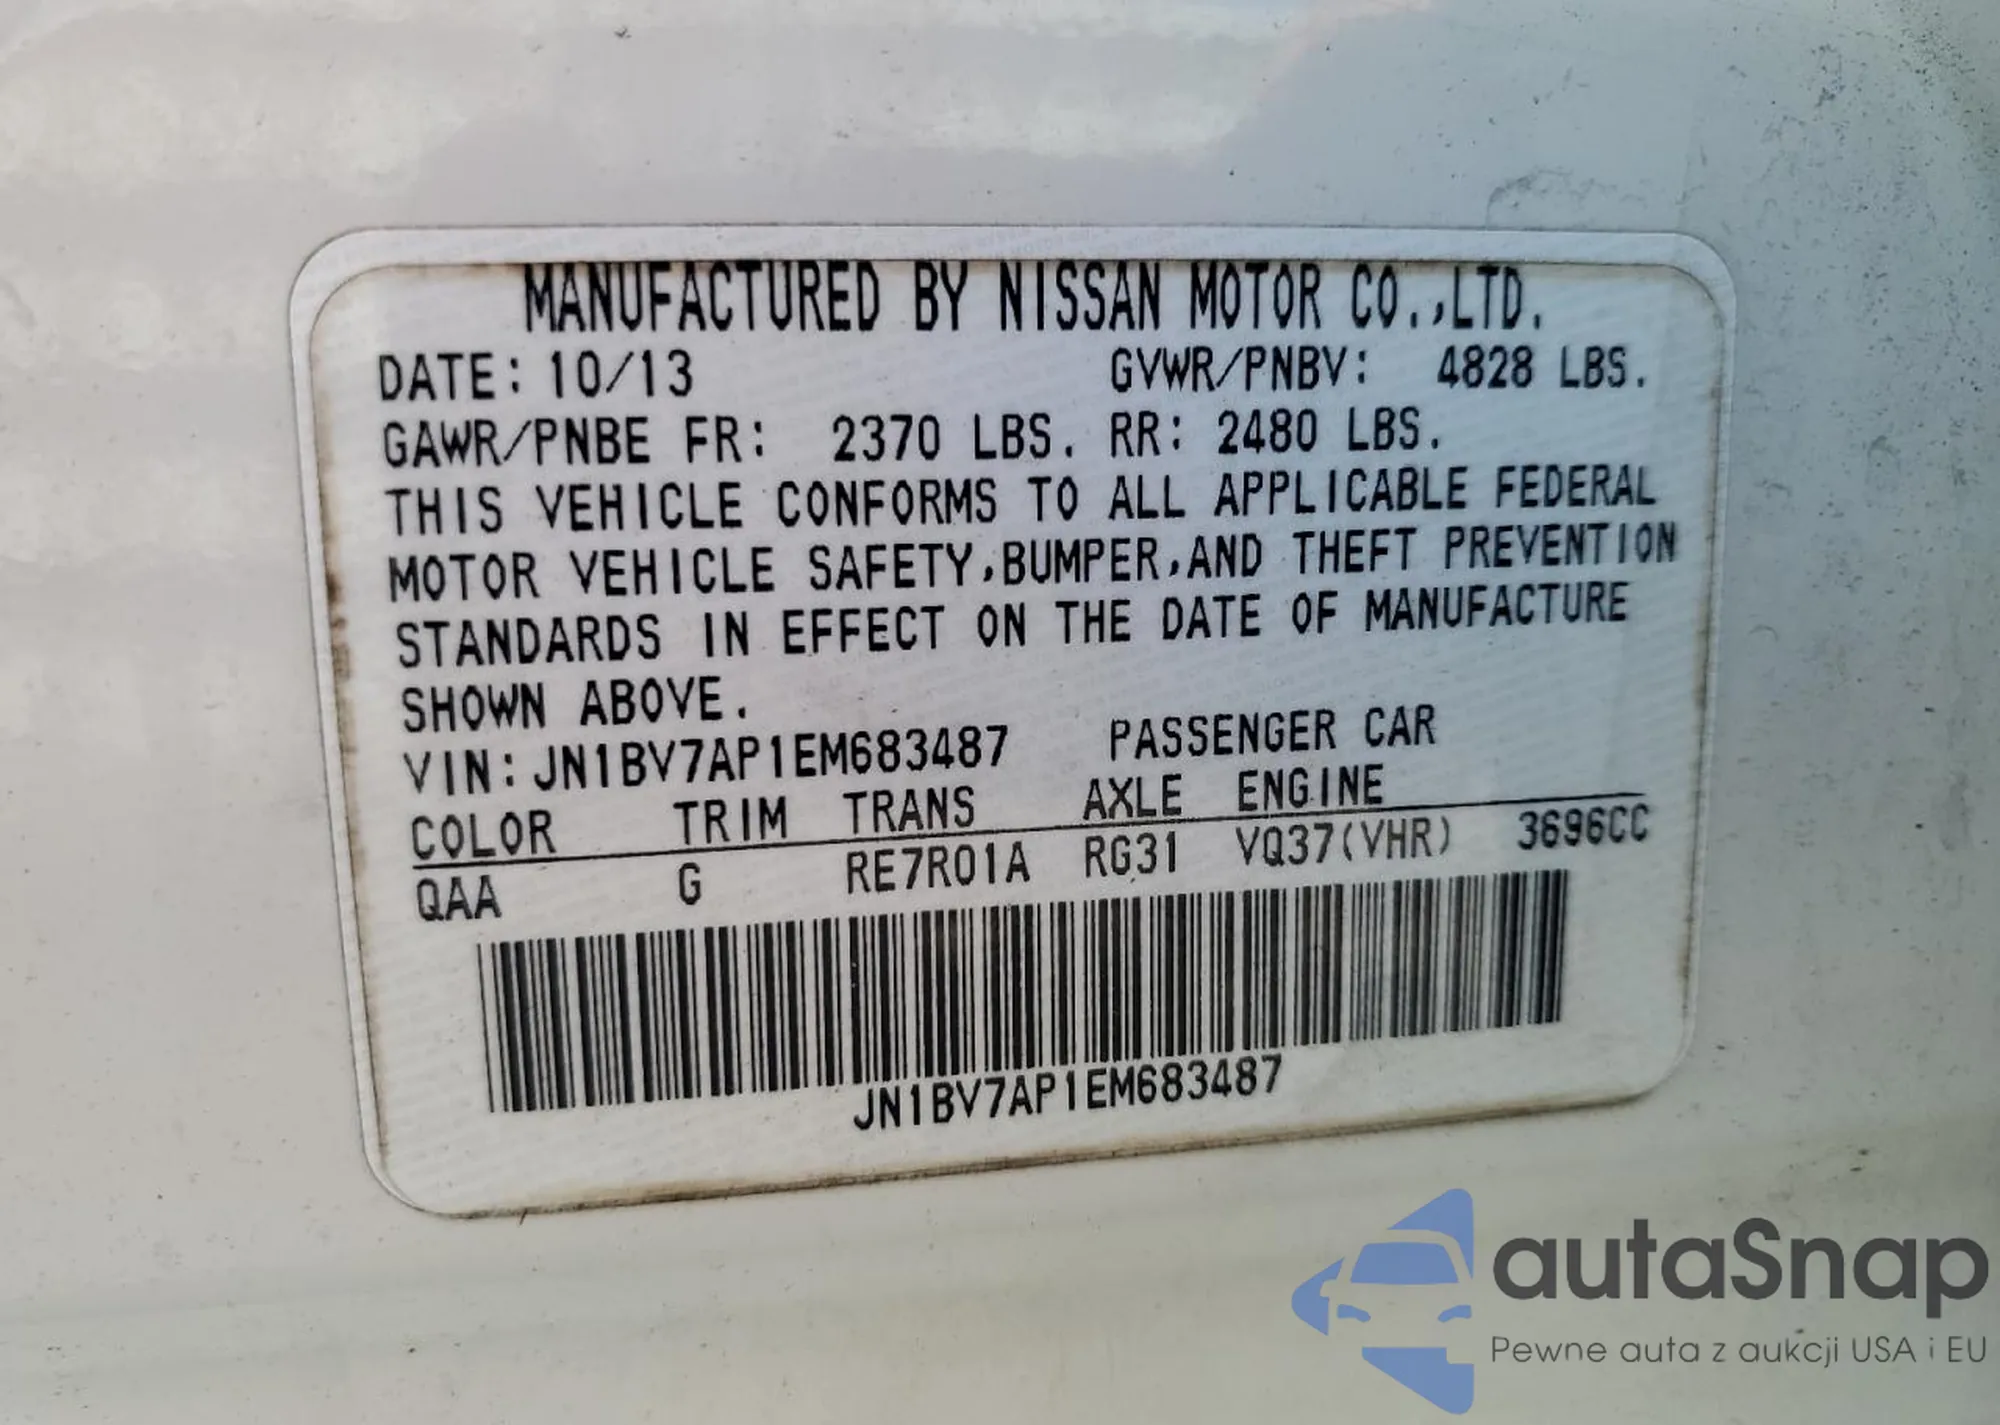 MANUFACTURED BY NISSAN MOTOR CO.,LTD.
DATE: 10/13 GVWR/PNBV: 4828 LBS.
GAWR/PNBE FR: 2370 LBS. RR: 2480 LBS.
THIS VEHICLE CONFORMS TO ALL APPLICABLE FEDERAL
MOTOR VEHICLE SAFETY,BUMPER,AND THEFT PREVENTION
STANDARDS IN EFFECT ON THE DATE OF MANUFACTURE
SHOWN ABOVE.
VIN: JN1BV7AP1EM683487 PASSENGER CAR
COLOR TRIM TRANS AXLE ENGINE
QAA G RE7R01A RG31 VQ37(VHR) 3696CC
JN1BV7AP1EM683487
autaSnap
Pewne auta z aukcji USA i EU